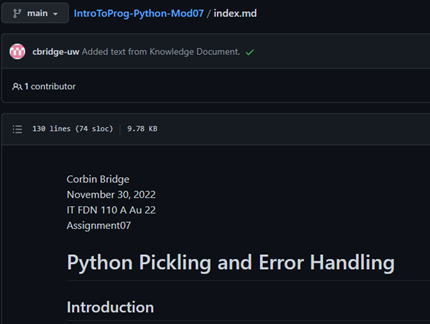 main IntroToProg-Python-Mod07 / index.md
cbridge-uw Added text from Knowledge Document.
1 contributor
130 lines (74 sloc) 9.78 KB
Corbin Bridge
November 30, 2022
IT FDN 110 A Au 22
Assignment07
Python Pickling and Error Handling
Introduction